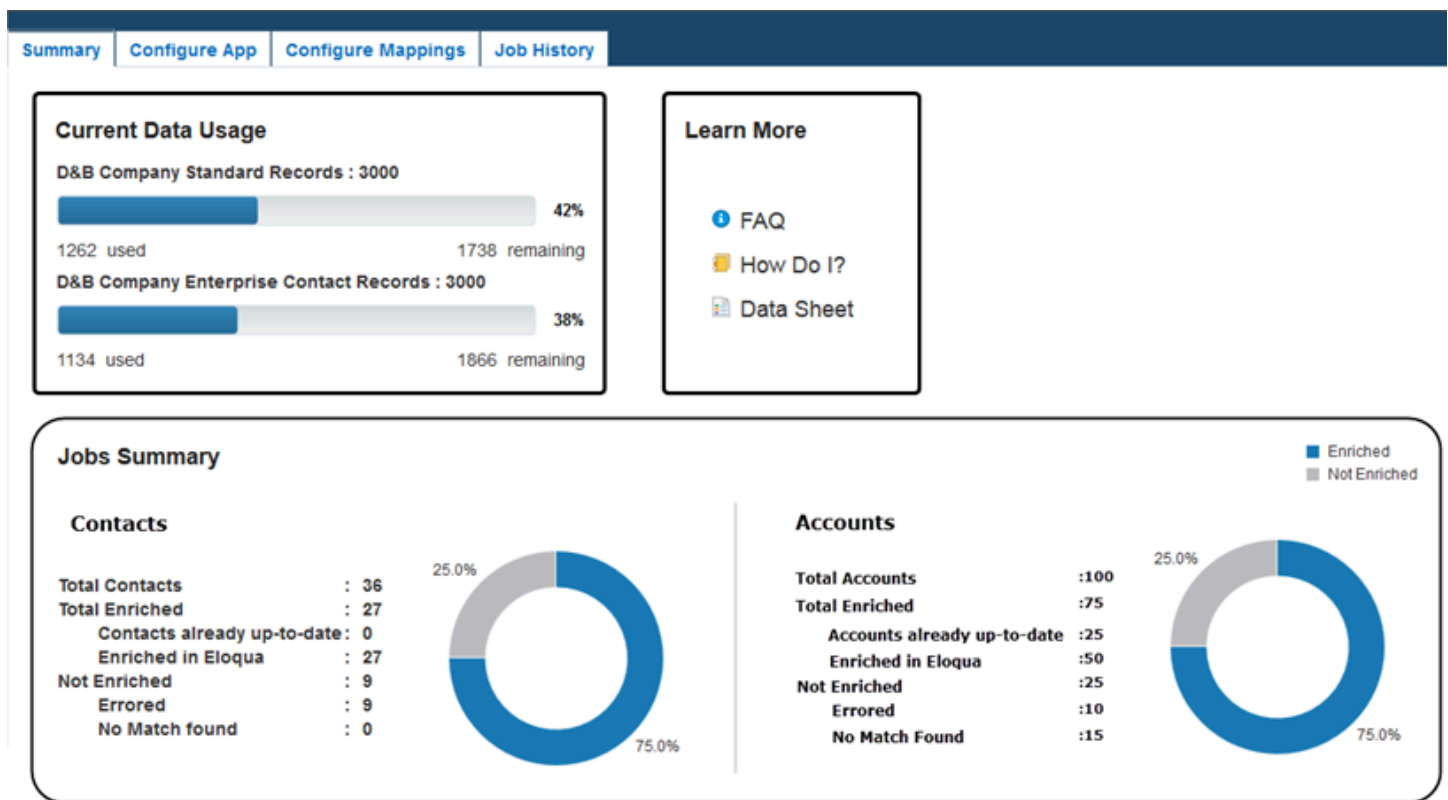 Summary Configure App Configure Mappings Job History
Current Data Usage
D&B Company Standard Records : 3000
42%
1262 used 1738 remaining
D&B Company Enterprise Contact Records : 3000
38%
1134 used 1866 remaining
Learn More
FAQ
How Do I?
Data Sheet
Jobs Summary
Enriched
Not Enriched
Contacts
Total Contacts : 36
Total Enriched : 27
Contacts already up-to-date : 0
Enriched in Eloqua : 27
Not Enriched : 9
Errored : 9
No Match found : 0
25.0%
75.0%
Accounts
Total Accounts :100
Total Enriched :75
Accounts already up-to-date :25
Enriched in Eloqua :50
Not Enriched :25
Errored :10
No Match Found :15
25.0%
75.0%